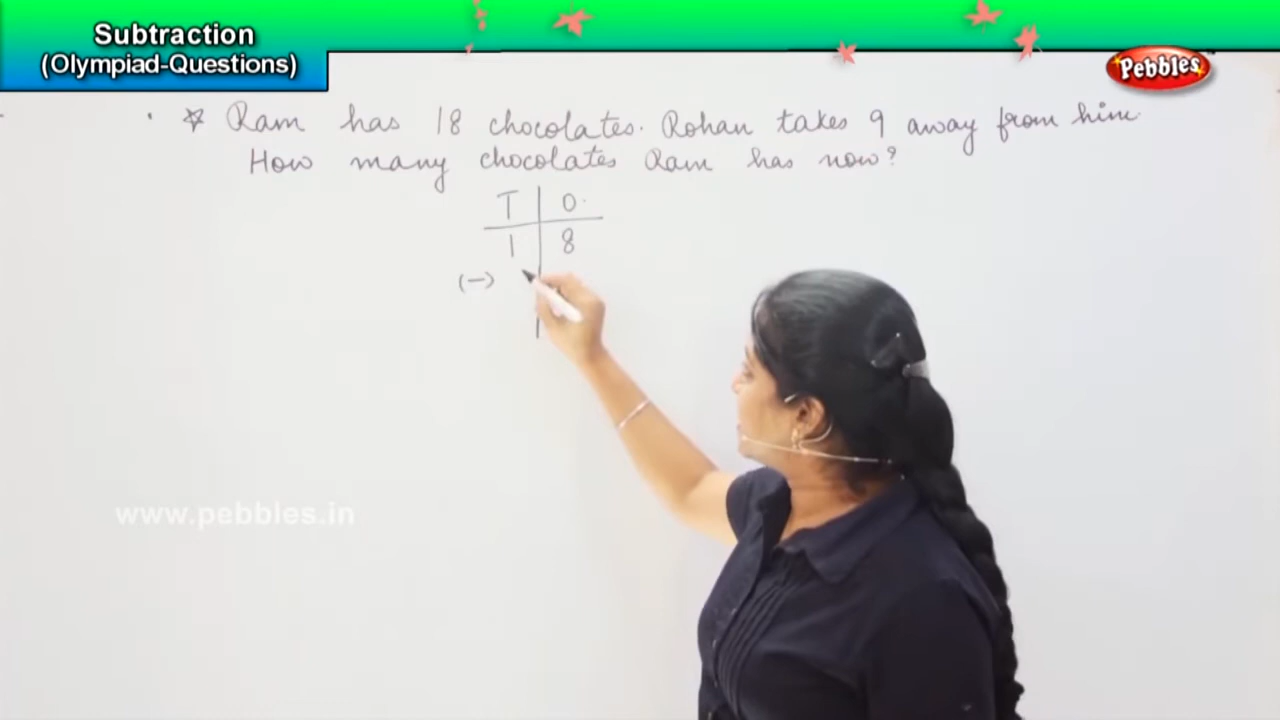 Subtraction
(Olympiad-Questions)
Pebbles
☆ Ram has 18 chocolates. Rohan takes 9 away from him.
How many chocolates Ram has now?
T | O.
1 | 8
(-)
www.pebbles.in